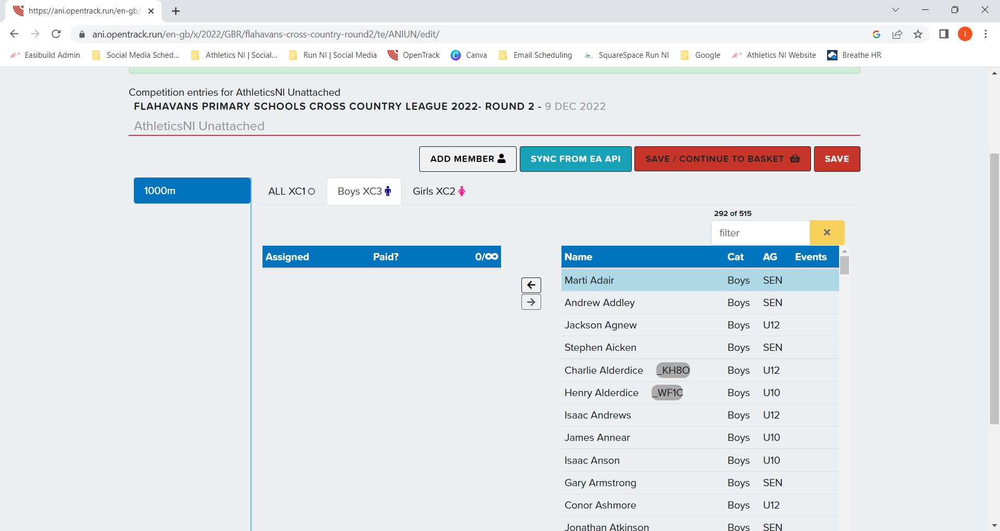 https://ani.opentrack.run/en-gb/
ani.opentrack.run/en-gb/x/2022/GBR/flahavans-cross-country-round2/te/ANIUN/edit/
I
Easibuild Admin Social Media Sched... Athletics NI | Social... Run NI | Social Media OpenTrack Canva Email Scheduling SquareSpace Run NI Google Athletics NI Website Breathe HR
Competition entries for AthleticsNI Unattached
FLAHAVANS PRIMARY SCHOOLS CROSS COUNTRY LEAGUE 2022- ROUND 2 - 9 DEC 2022
AthleticsNI Unattached
ADD MEMBER SYNC FROM EA API SAVE / CONTINUE TO BASKET SAVE
1000m ALL XC1 Boys XC3 Girls XC2
292 of 515
filter
Assigned Paid? 0/∞ Name Cat AG Events
Marti Adair Boys SEN
Andrew Addley Boys SEN
Jackson Agnew Boys U12
Stephen Aicken Boys SEN
Charlie Alderdice _KH8O Boys U12
Henry Alderdice _WF1C Boys U10
Isaac Andrews Boys U12
James Annear Boys U10
Isaac Anson Boys U10
Gary Armstrong Boys SEN
Conor Ashmore Boys U12
Jonathan Atkinson Boys SEN